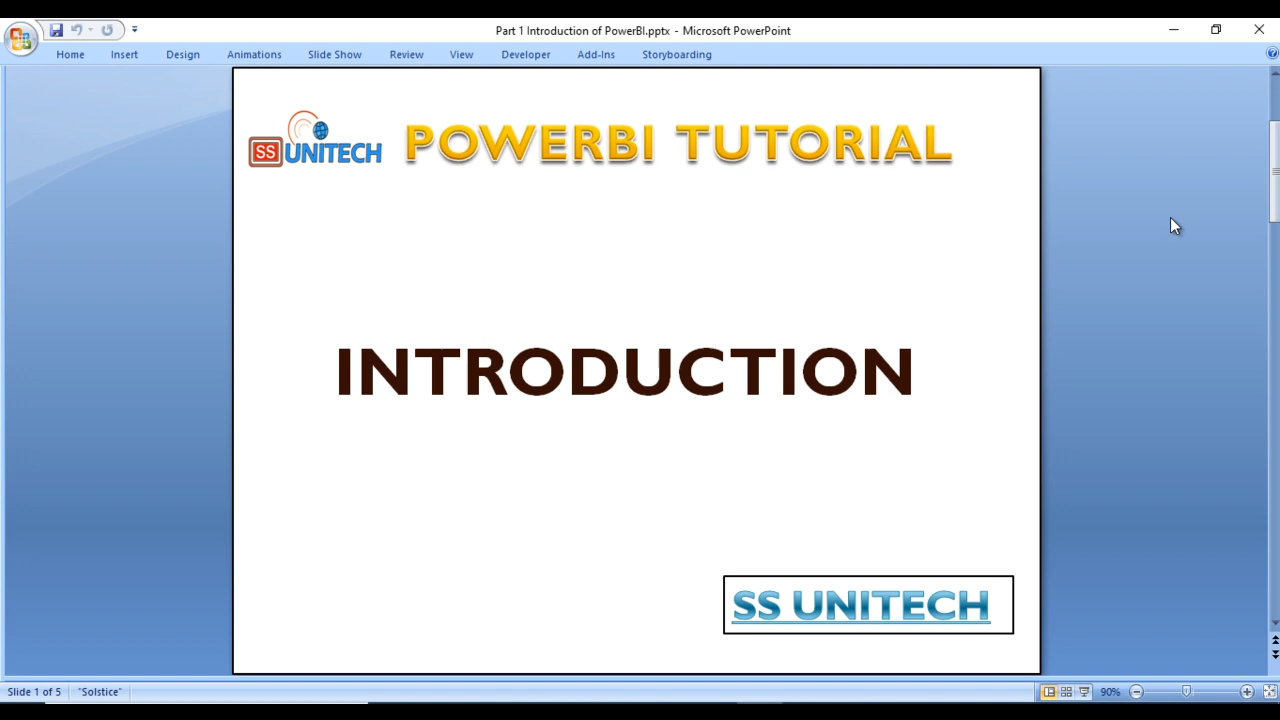 Part 1 Introduction of PowerBI.pptx - Microsoft PowerPoint
Home Insert Design Animations Slide Show Review View Developer Add-Ins Storyboarding
SS UNITECH POWERBI TUTORIAL
INTRODUCTION
SS UNITECH
Slide 1 of 5 "Solstice" 90%